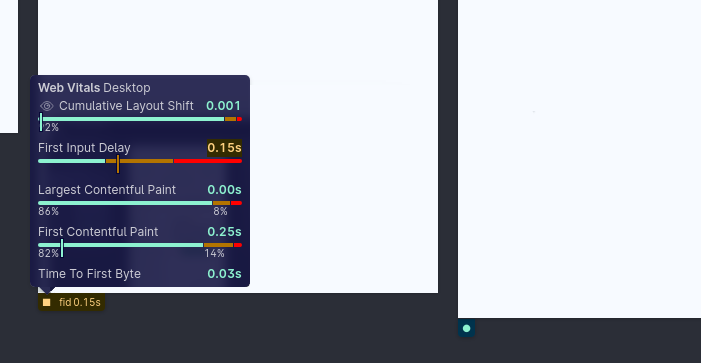 Web Vitals Desktop
Cumulative Layout Shift 0.001
2%
First Input Delay 0.15s
Largest Contentful Paint 0.00s
86% 8%
First Contentful Paint 0.25s
82% 14%
Time To First Byte 0.03s
fid 0.15s